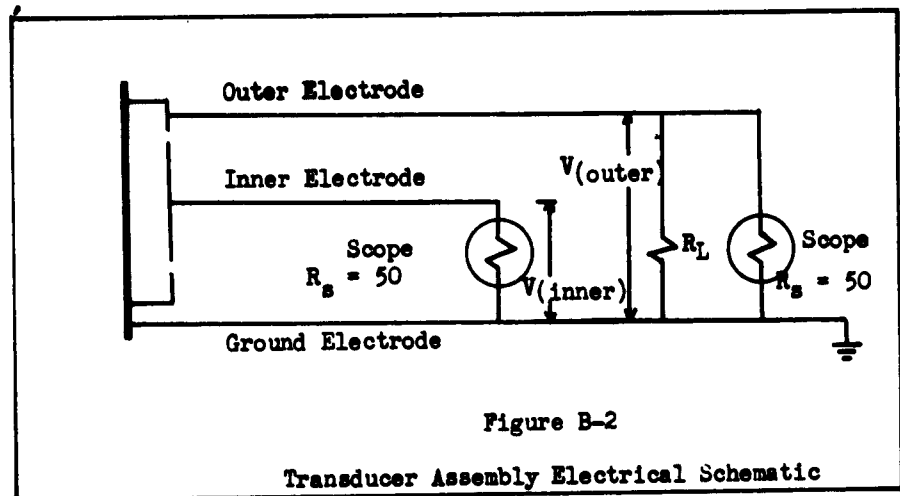 Outer Electrode
V(outer)
Inner Electrode
Scope
R_s = 50
V(inner)
R_L
Scope
R_s = 50
Ground Electrode
Figure B-2
Transducer Assembly Electrical Schematic